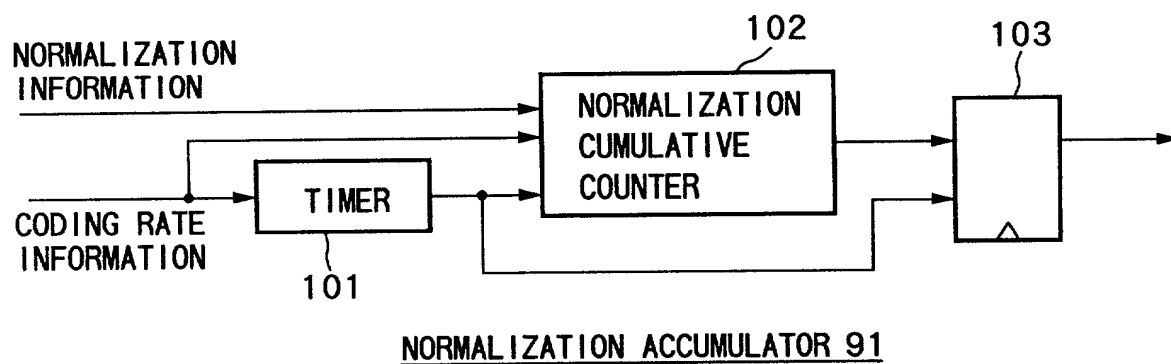 102
103
NORMALIZATION
INFORMATION
NORMALIZATION
CUMULATIVE
COUNTER
TIMER
CODING RATE
INFORMATION
101
NORMALIZATION ACCUMULATOR 91